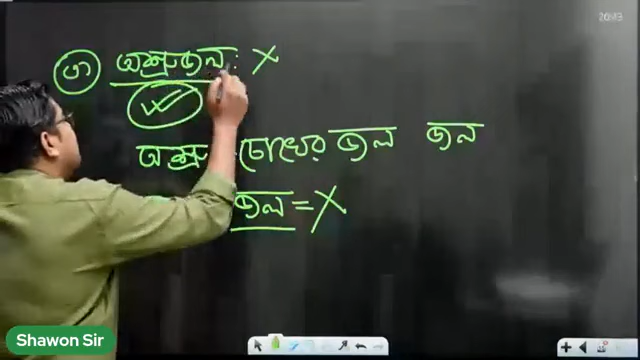 ৩ অশ্রুজল: X
অশ্রু চোখের জল জল
জল = X
Shawon Sir